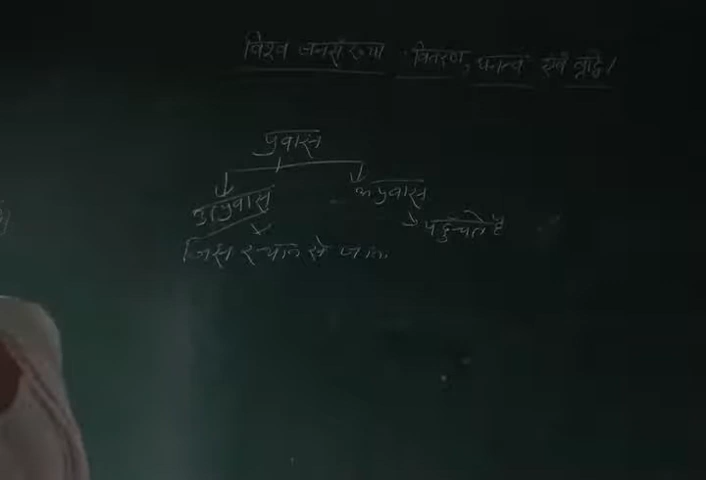 विश्व जनसंख्या वितरण, घनत्व एवं वृद्धि।
प्रवास
उत्प्रवास
अप्रवास
पहुँचते है
जिस स्थान से